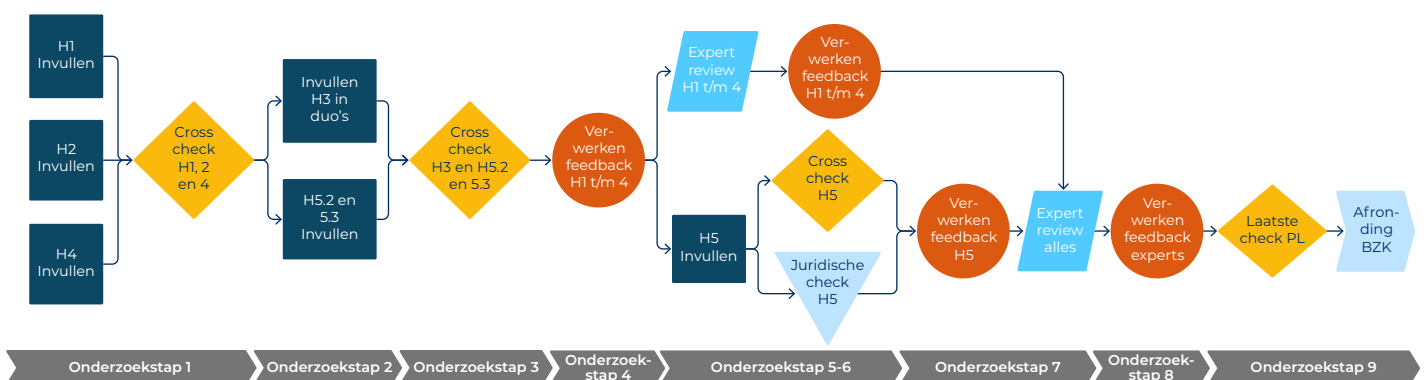 H1
Invullen
H2
Invullen
H4
Invullen
Cross
check
H1, 2
en 4
Invullen
H3 in
duo's
H5.2 en
5.3
Invullen
Cross
check
H3 en H5.2
en 5.3
Ver-
werken
feedback
H1 t/m 4
Expert
review
H1 t/m 4
Ver-
werken
feedback
H1 t/m 4
H5
Invullen
Cross
check
H5
Juridische
check
H5
Ver-
werken
feedback
H5
Expert
review
alles
Ver-
werken
feedback
experts
Laatste
check PL
Afron-
ding
BZK
Onderzoekstap 1
Onderzoekstap 2
Onderzoekstap 3
Onderzoek-
stap 4
Onderzoekstap 5-6
Onderzoekstap 7
Onderzoek-
stap 8
Onderzoekstap 9